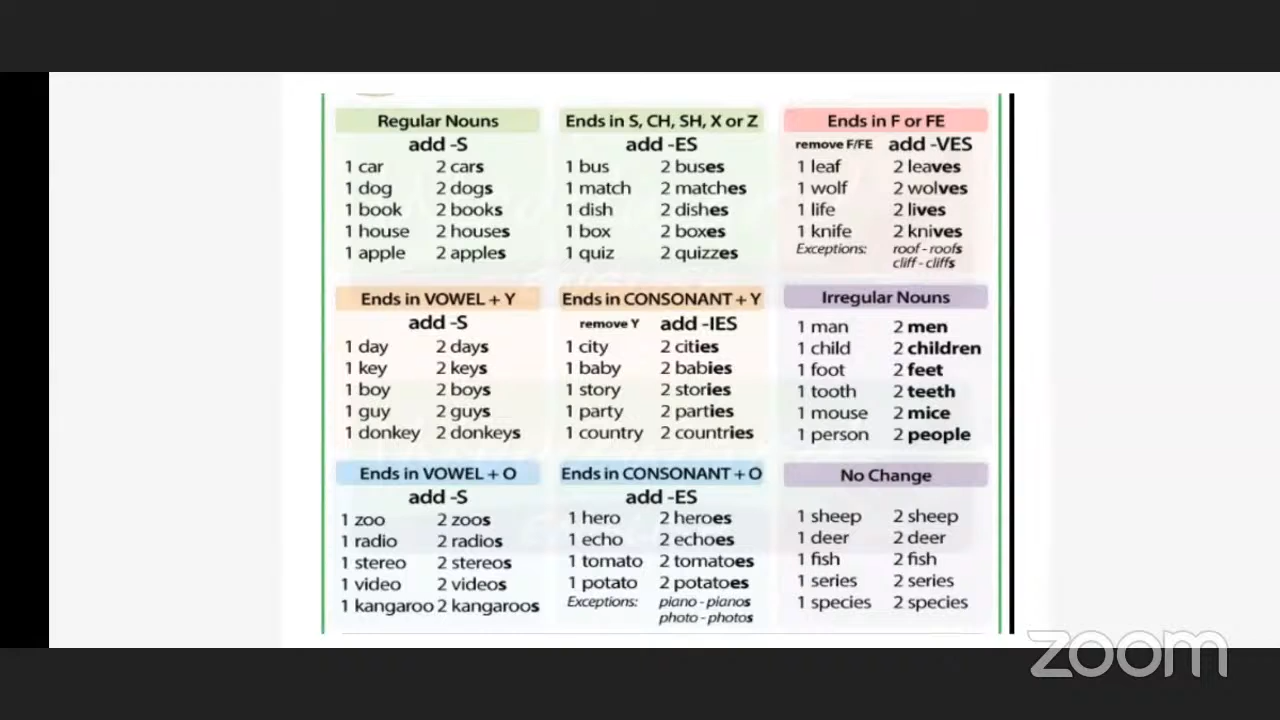 Regular Nouns
add -S
1 car 2 cars
1 dog 2 dogs
1 book 2 books
1 house 2 houses
1 apple 2 apples
Ends in S, CH, SH, X or Z
add -ES
1 bus 2 buses
1 match 2 matches
1 dish 2 dishes
1 box 2 boxes
1 quiz 2 quizzes
Ends in F or FE
remove F/FE add -VES
1 leaf 2 leaves
1 wolf 2 wolves
1 life 2 lives
1 knife 2 knives
Exceptions: roof - roofs
cliff - cliffs
Ends in VOWEL + Y
add -S
1 day 2 days
1 key 2 keys
1 boy 2 boys
1 guy 2 guys
1 donkey 2 donkeys
Ends in CONSONANT + Y
remove Y add -IES
1 city 2 cities
1 baby 2 babies
1 story 2 stories
1 party 2 parties
1 country 2 countries
Irregular Nouns
1 man 2 men
1 child 2 children
1 foot 2 feet
1 tooth 2 teeth
1 mouse 2 mice
1 person 2 people
Ends in VOWEL + O
add -S
1 zoo 2 zoos
1 radio 2 radios
1 stereo 2 stereos
1 video 2 videos
1 kangaroo 2 kangaroos
Ends in CONSONANT + O
add -ES
1 hero 2 heroes
1 echo 2 echoes
1 tomato 2 tomatoes
1 potato 2 potatoes
Exceptions: piano - pianos
photo - photos
No Change
1 sheep 2 sheep
1 deer 2 deer
1 fish 2 fish
1 series 2 series
1 species 2 species
zoom